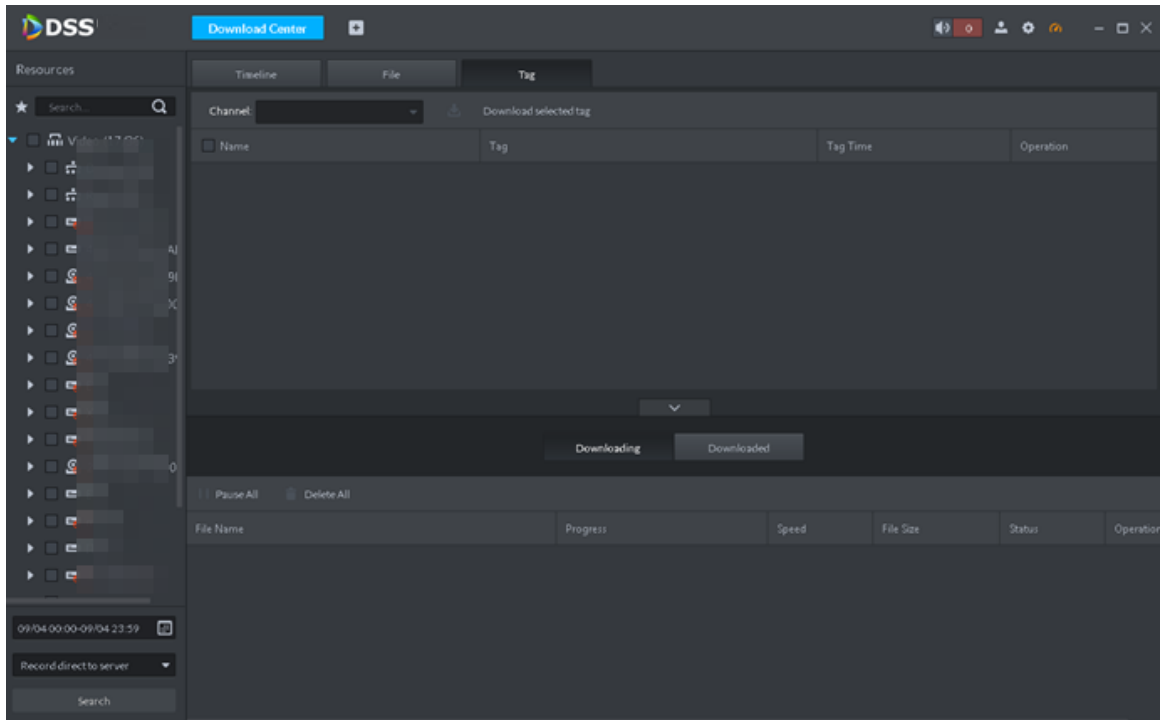 DSS
Download Center
0
Resources
Timeline
File
Tag
Search...
Channel:
Download selected tag
Name
Tag
Tag Time
Operation
Downloading
Downloaded
Pause All
Delete All
File Name
Progress
Speed
File Size
Status
Operation
09/04 00:00-09/04 23:59
Record direct to server
Search